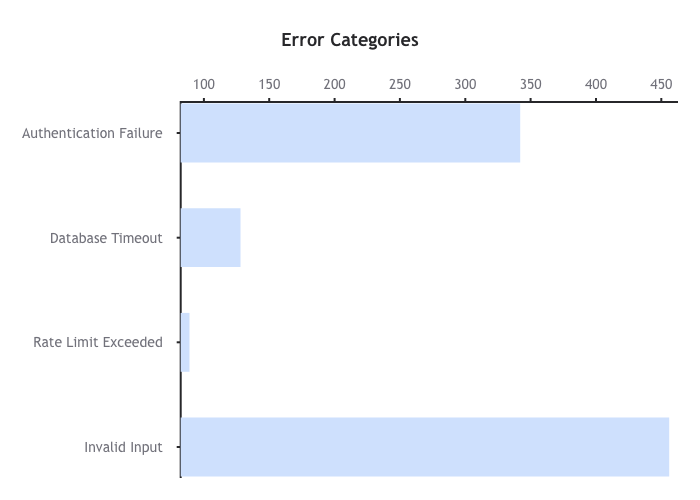 Error Categories
100 150 200 250 300 350 400 450
Authentication Failure
Database Timeout
Rate Limit Exceeded
Invalid Input